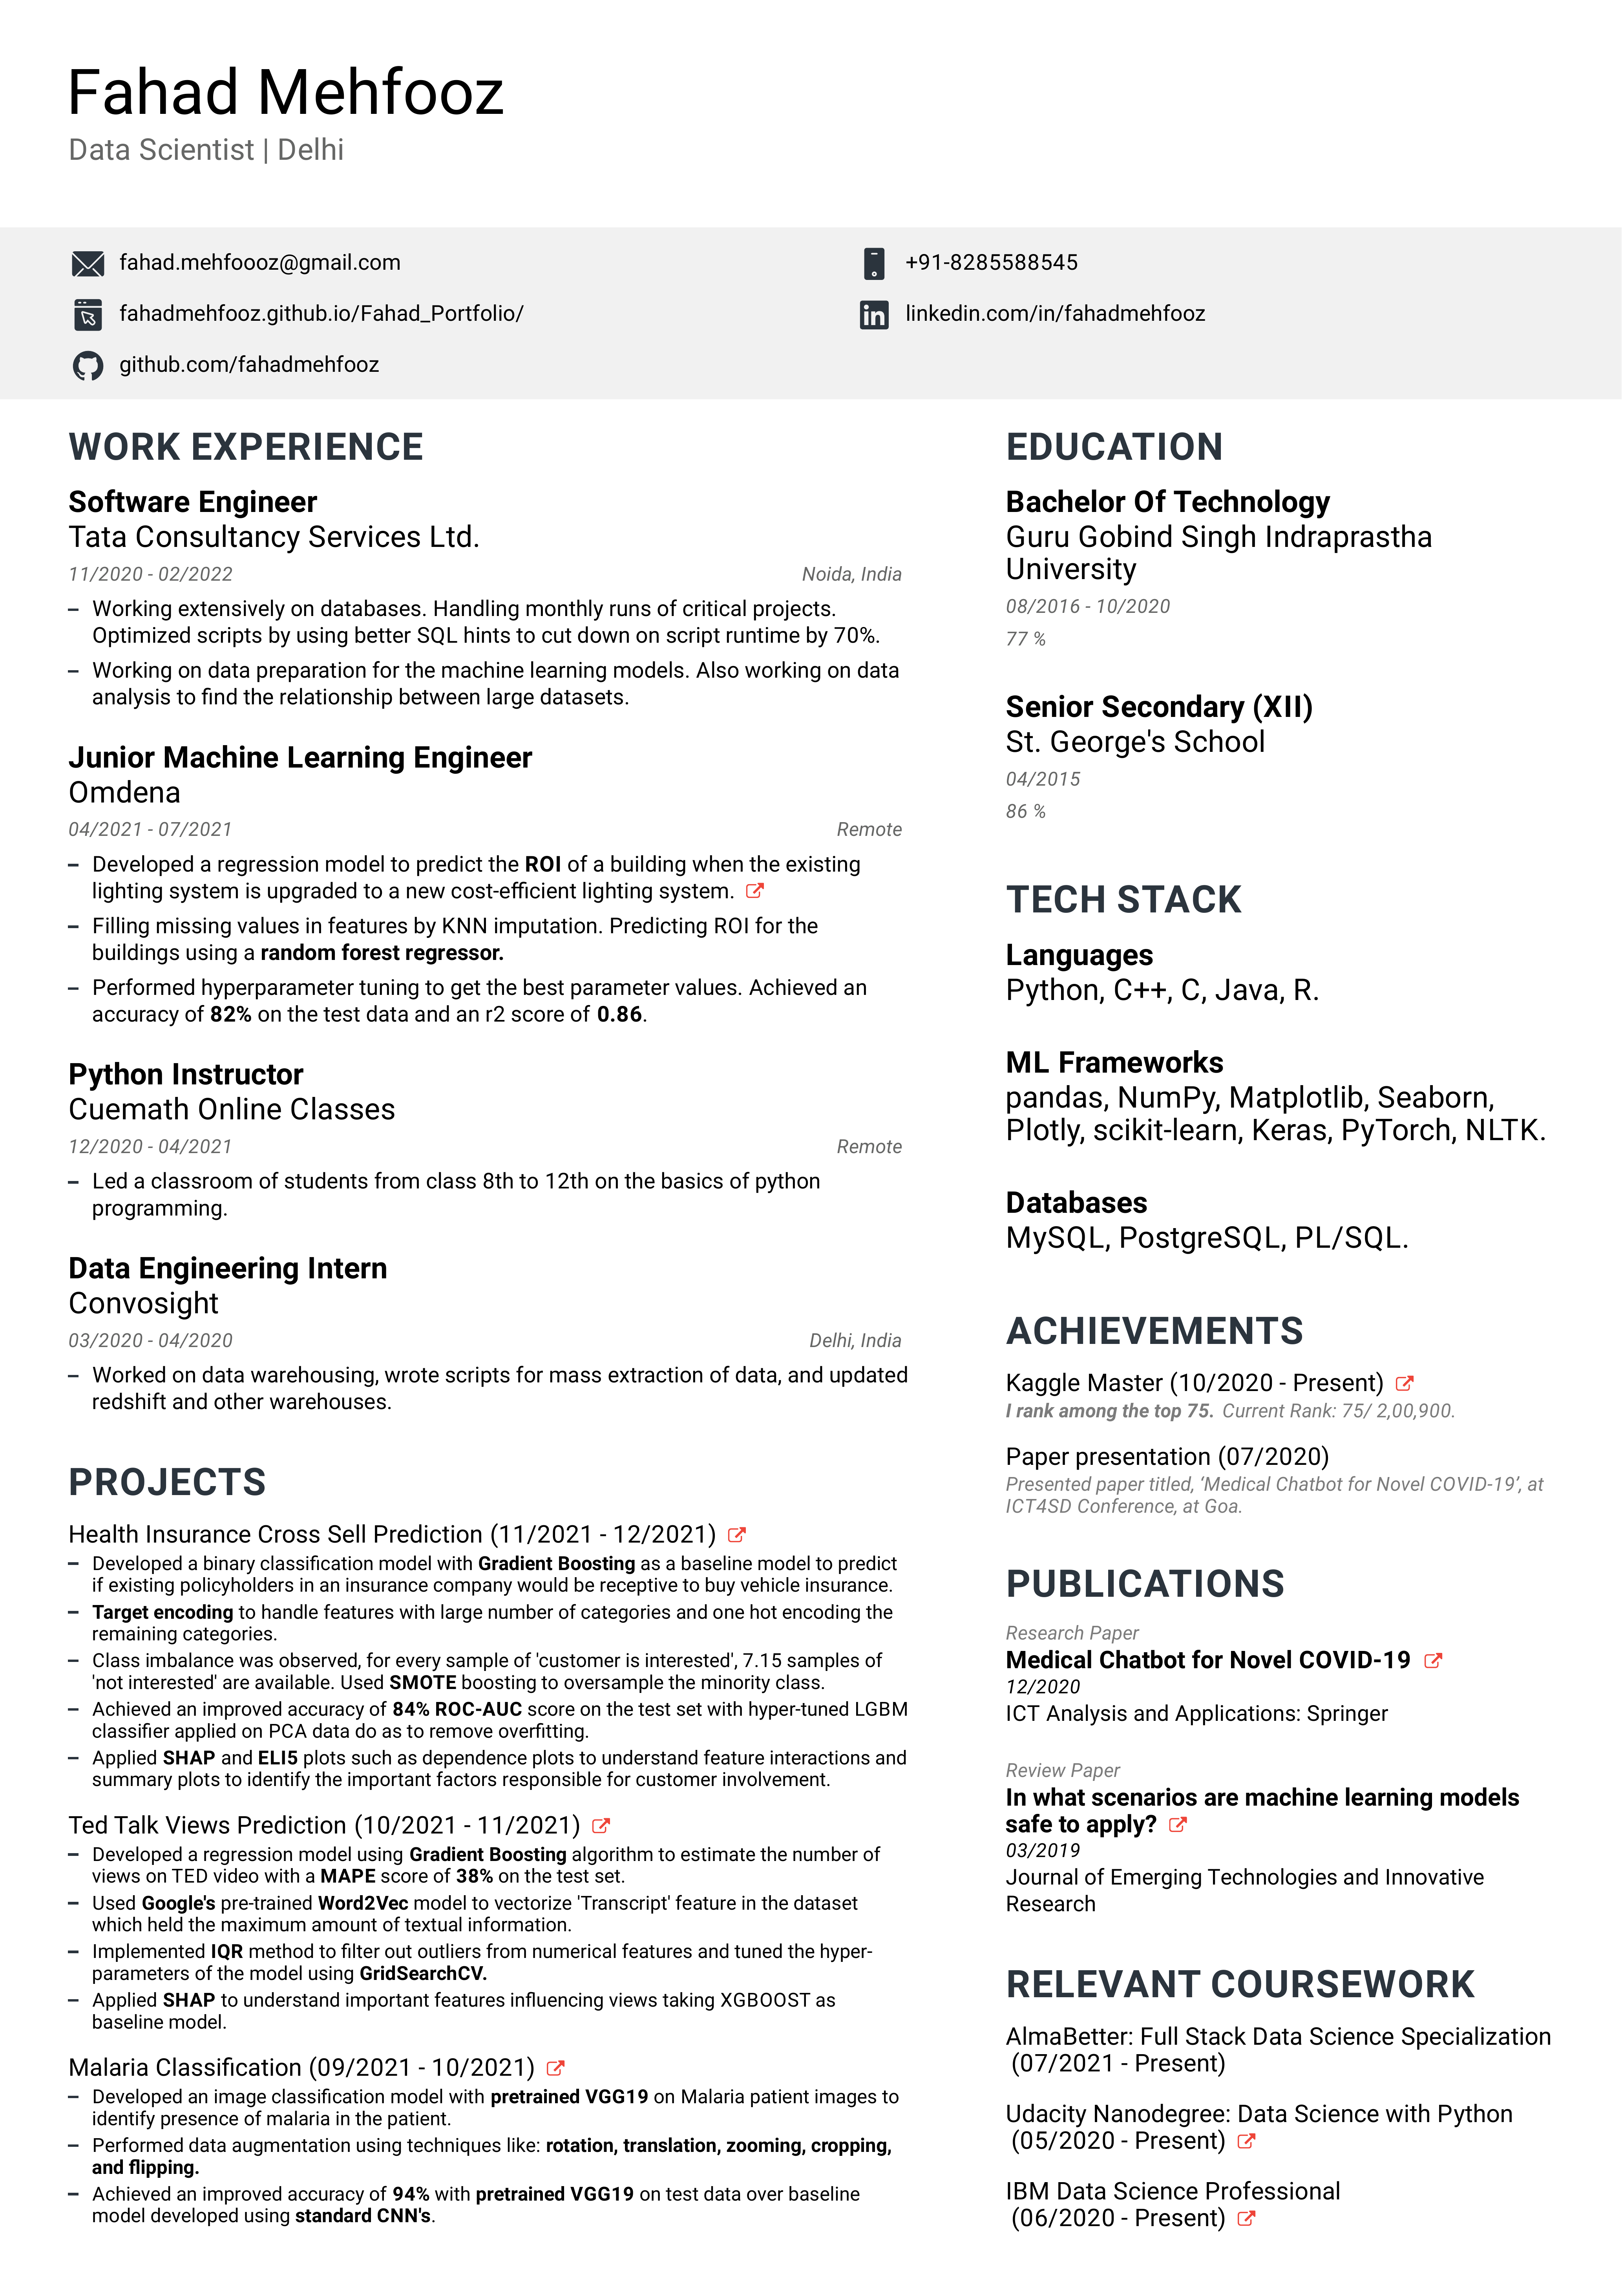 Fahad Mehfooz
Data Scientist | Delhi
fahad.mehfoooz@gmail.com
+91-8285588545
fahadmehfooz.github.io/Fahad_Portfolio/
linkedin.com/in/fahadmehfooz
github.com/fahadmehfooz
WORK EXPERIENCE
Software Engineer
Tata Consultancy Services Ltd.
11/2020 - 02/2022
Noida, India
– Working extensively on databases. Handling monthly runs of critical projects.
Optimized scripts by using better SQL hints to cut down on script runtime by 70%.
– Working on data preparation for the machine learning models. Also working on data
analysis to find the relationship between large datasets.
Junior Machine Learning Engineer
Omdena
04/2021 - 07/2021
Remote
– Developed a regression model to predict the ROI of a building when the existing
lighting system is upgraded to a new cost-efficient lighting system.
– Filling missing values in features by KNN imputation. Predicting ROI for the
buildings using a random forest regressor.
– Performed hyperparameter tuning to get the best parameter values. Achieved an
accuracy of 82% on the test data and an r2 score of 0.86.
Python Instructor
Cuemath Online Classes
12/2020 - 04/2021
Remote
– Led a classroom of students from class 8th to 12th on the basics of python
programming.
Data Engineering Intern
Convosight
03/2020 - 04/2020
Delhi, India
– Worked on data warehousing, wrote scripts for mass extraction of data, and updated
redshift and other warehouses.
PROJECTS
Health Insurance Cross Sell Prediction (11/2021 - 12/2021)
– Developed a binary classification model with Gradient Boosting as a baseline model to predict
if existing policyholders in an insurance company would be receptive to buy vehicle insurance.
– Target encoding to handle features with large number of categories and one hot encoding the
remaining categories.
– Class imbalance was observed, for every sample of 'customer is interested', 7.15 samples of
'not interested' are available. Used SMOTE boosting to oversample the minority class.
– Achieved an improved accuracy of 84% ROC-AUC score on the test set with hyper-tuned LGBM
classifier applied on PCA data do as to remove overfitting.
– Applied SHAP and ELI5 plots such as dependence plots to understand feature interactions and
summary plots to identify the important factors responsible for customer involvement.
Ted Talk Views Prediction (10/2021 - 11/2021)
– Developed a regression model using Gradient Boosting algorithm to estimate the number of
views on TED video with a MAPE score of 38% on the test set.
– Used Google's pre-trained Word2Vec model to vectorize 'Transcript' feature in the dataset
which held the maximum amount of textual information.
– Implemented IQR method to filter out outliers from numerical features and tuned the hyper-
parameters of the model using GridSearchCV.
– Applied SHAP to understand important features influencing views taking XGBOOST as
baseline model.
Malaria Classification (09/2021 - 10/2021)
– Developed an image classification model with pretrained VGG19 on Malaria patient images to
identify presence of malaria in the patient.
– Performed data augmentation using techniques like: rotation, translation, zooming, cropping,
and flipping.
– Achieved an improved accuracy of 94% with pretrained VGG19 on test data over baseline
model developed using standard CNN's.
EDUCATION
Bachelor Of Technology
Guru Gobind Singh Indraprastha
University
08/2016 - 10/2020
77 %
Senior Secondary (XII)
St. George's School
04/2015
86 %
TECH STACK
Languages
Python, C++, C, Java, R.
ML Frameworks
pandas, NumPy, Matplotlib, Seaborn,
Plotly, scikit-learn, Keras, PyTorch, NLTK.
Databases
MySQL, PostgreSQL, PL/SQL.
ACHIEVEMENTS
Kaggle Master (10/2020 - Present)
I rank among the top 75. Current Rank: 75/ 2,00,900.
Paper presentation (07/2020)
Presented paper titled, ‘Medical Chatbot for Novel COVID-19’, at
ICT4SD Conference, at Goa.
PUBLICATIONS
Research Paper
Medical Chatbot for Novel COVID-19
12/2020
ICT Analysis and Applications: Springer
Review Paper
In what scenarios are machine learning models
safe to apply?
03/2019
Journal of Emerging Technologies and Innovative
Research
RELEVANT COURSEWORK
AlmaBetter: Full Stack Data Science Specialization
(07/2021 - Present)
Udacity Nanodegree: Data Science with Python
(05/2020 - Present)
IBM Data Science Professional
(06/2020 - Present)